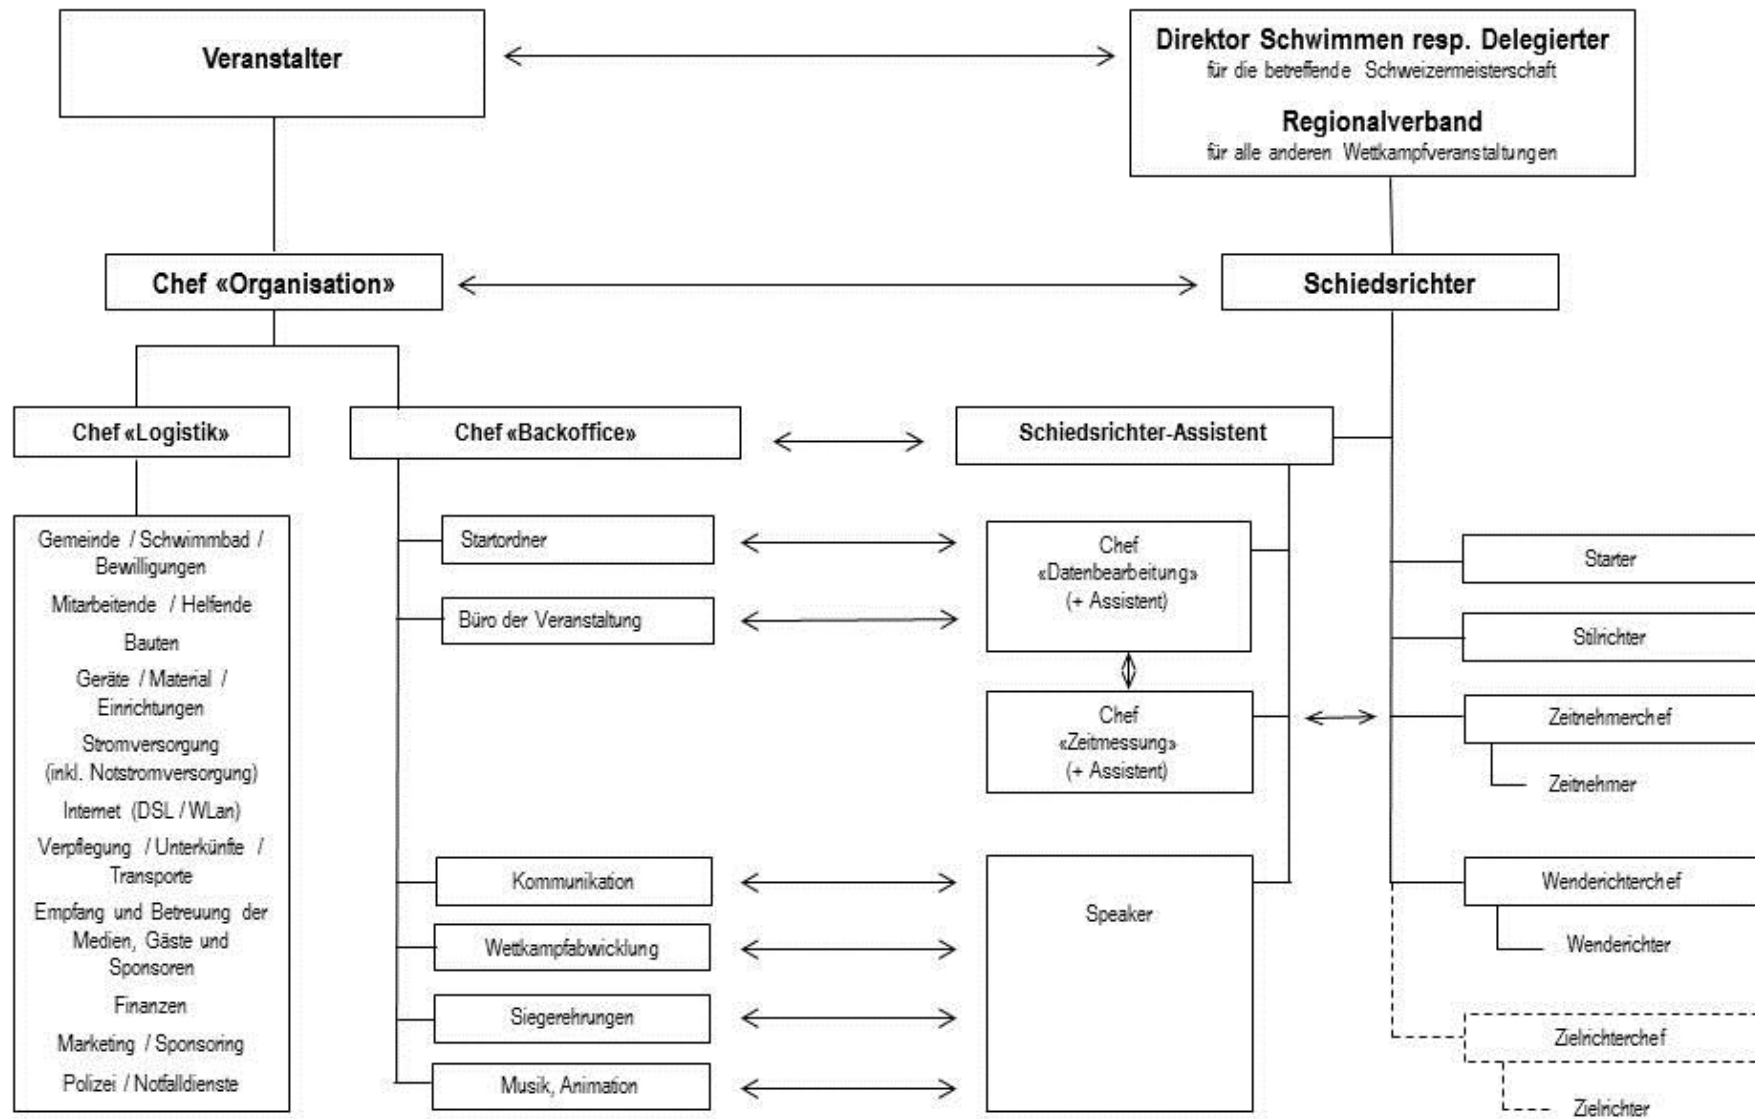 Veranstalter
Direktor Schwimmen resp. Delegierter
für die betreffende Schweizermeisterschaft
Regionalverband
für alle anderen Wettkampfveranstaltungen
Chef «Organisation»
Schiedsrichter
Chef «Logistik»
Chef «Backoffice»
Schiedsrichter-Assistent
Gemeinde / Schwimmbad /
Bewilligungen
Mitarbeitende / Helfende
Bauten
Geräte / Material /
Einrichtungen
Stromversorgung
(inkl. Notstromversorgung)
Internet (DSL / WLan)
Verpflegung / Unterkünfte /
Transporte
Empfang und Betreuung der
Medien, Gäste und
Sponsoren
Finanzen
Marketing / Sponsoring
Polizei / Notfalldienste
Startordner
Büro der Veranstaltung
Kommunikation
Wettkampfabwicklung
Siegerehrungen
Musik, Animation
Chef
«Datenbearbeitung»
(+ Assistent)
Chef
«Zeitmessung»
(+ Assistent)
Speaker
Starter
Stilrichter
Zeitnehmerchef
Zeitnehmer
Wenderichterchef
Wenderichter
Zielrichterchef
Zielrichter